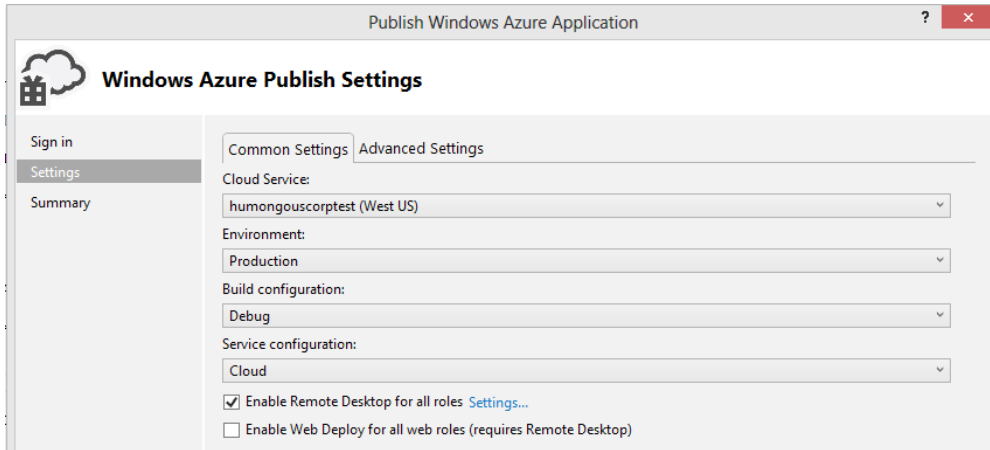 Publish Windows Azure Application
?
Windows Azure Publish Settings
Sign in
Settings
Summary
Common Settings Advanced Settings
Cloud Service:
humongouscorptest (West US)
Environment:
Production
Build configuration:
Debug
Service configuration:
Cloud
Enable Remote Desktop for all roles Settings...
Enable Web Deploy for all web roles (requires Remote Desktop)